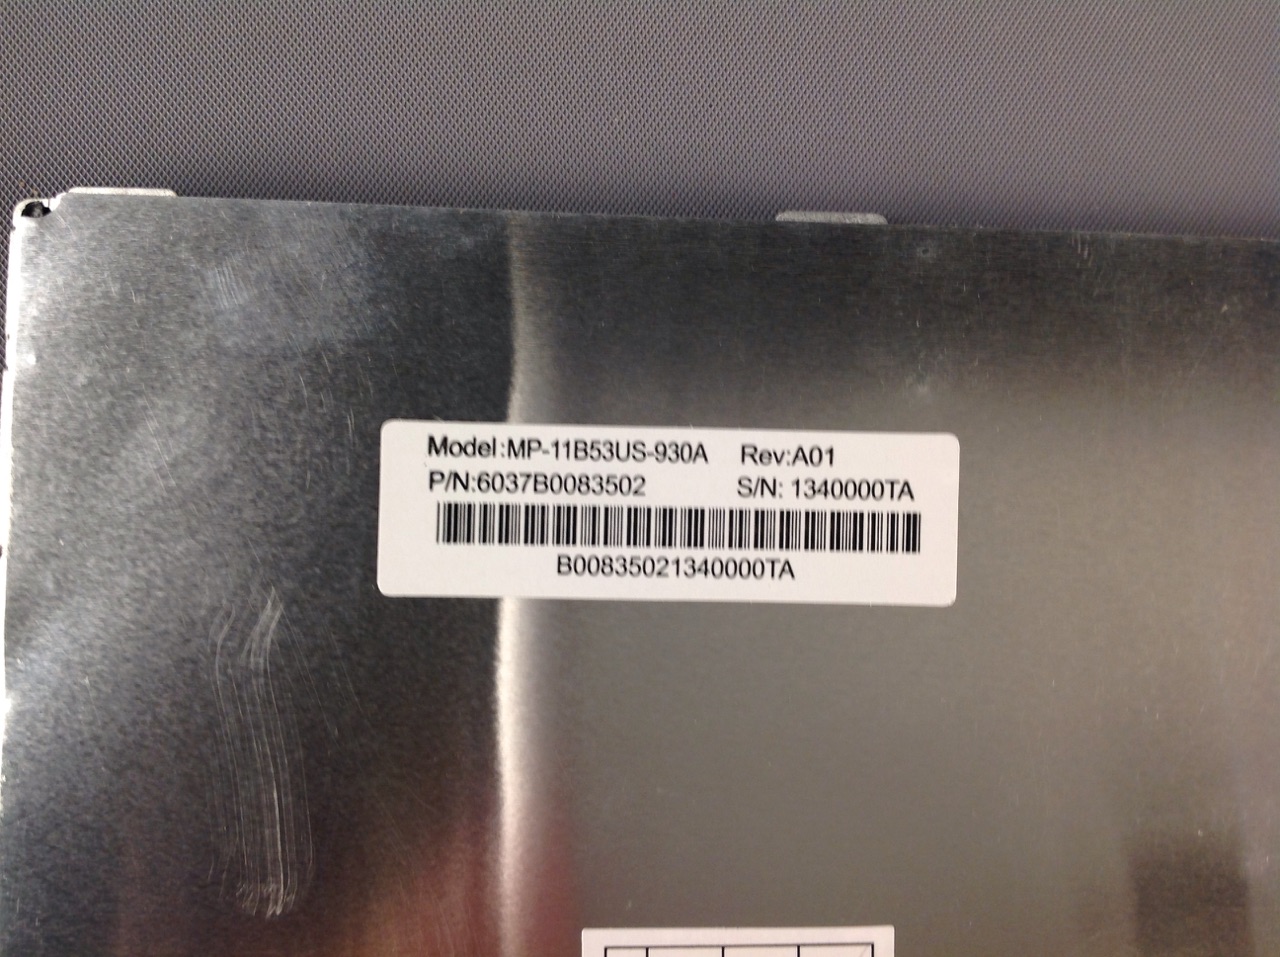 Model:MP-11B53US-930A Rev:A01
P/N:6037B0083502 S/N: 1340000TA
B00835021340000TA